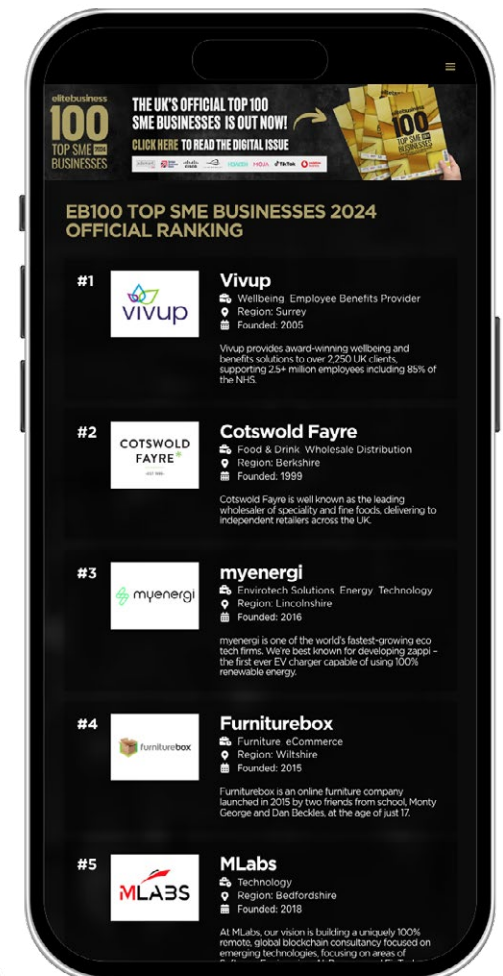 elitebusiness
100
TOP SME 2024
BUSINESSES
THE UK'S OFFICIAL TOP 100
SME BUSINESSES IS OUT NOW!
CLICK HERE TO READ THE DIGITAL ISSUE
TikTok
100
EB100 TOP SME BUSINESSES 2024
OFFICIAL RANKING
#1
vivup
Vivup
Wellbeing Employee Benefits Provider
Region: Surrey
Founded: 2005
Vivup provides award-winning wellbeing and
benefits solutions to over 2,250 UK clients,
supporting 2.5+ million employees including 85% of
the NHS.
#2
COTSWOLD
FAYRE
Cotswold Fayre
Food & Drink Wholesale Distribution
Region: Berkshire
Founded: 1999
Cotswold Fayre is well known as the leading
wholesaler of speciality and fine foods, delivering to
independent retailers across the UK.
#3
myenergi
myenergi
Envirotech Solutions Energy Technology
Region: Lincolnshire
Founded: 2016
myenergi is one of the world's fastest-growing eco
tech firms. We're best known for developing zappi –
the first ever EV charger capable of using 100%
renewable energy.
#4
furniturebox
Furniturebox
Furniture eCommerce
Region: Wiltshire
Founded: 2015
Furniturebox is an online furniture company
launched in 2015 by two friends from school, Monty
George and Dan Beckles, at the age of just 17.
#5
MLABS
MLabs
Technology
Region: Bedfordshire
Founded: 2018
At MLabs, our vision is building a uniquely 100%
remote, global blockchain consultancy focused on
emerging technologies, focusing on areas of